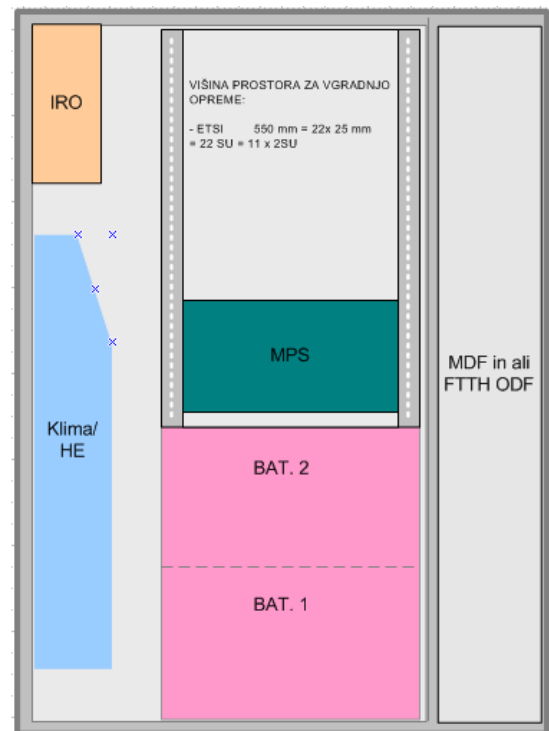 IRO
VIŠINA PROSTORA ZA VGRADNJO
OPREME:
- ETSI 550 mm = 22x 25 mm
= 22 SU = 11 x 2SU
MPS
MDF in ali
FTTH ODF
Klima/
HE
BAT. 2
BAT. 1